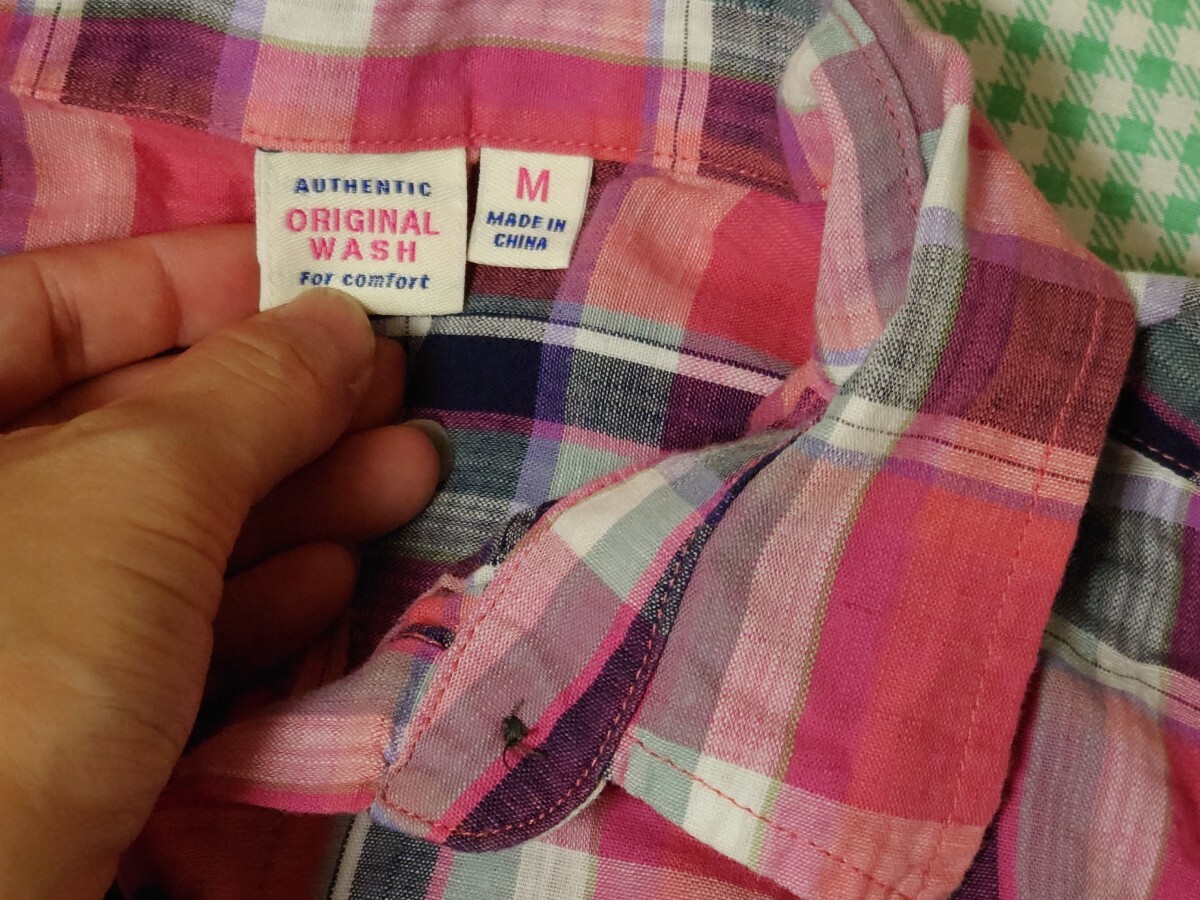 AUTHENTIC
ORIGINAL
WASH
For comfort
M
MADE IN
CHINA